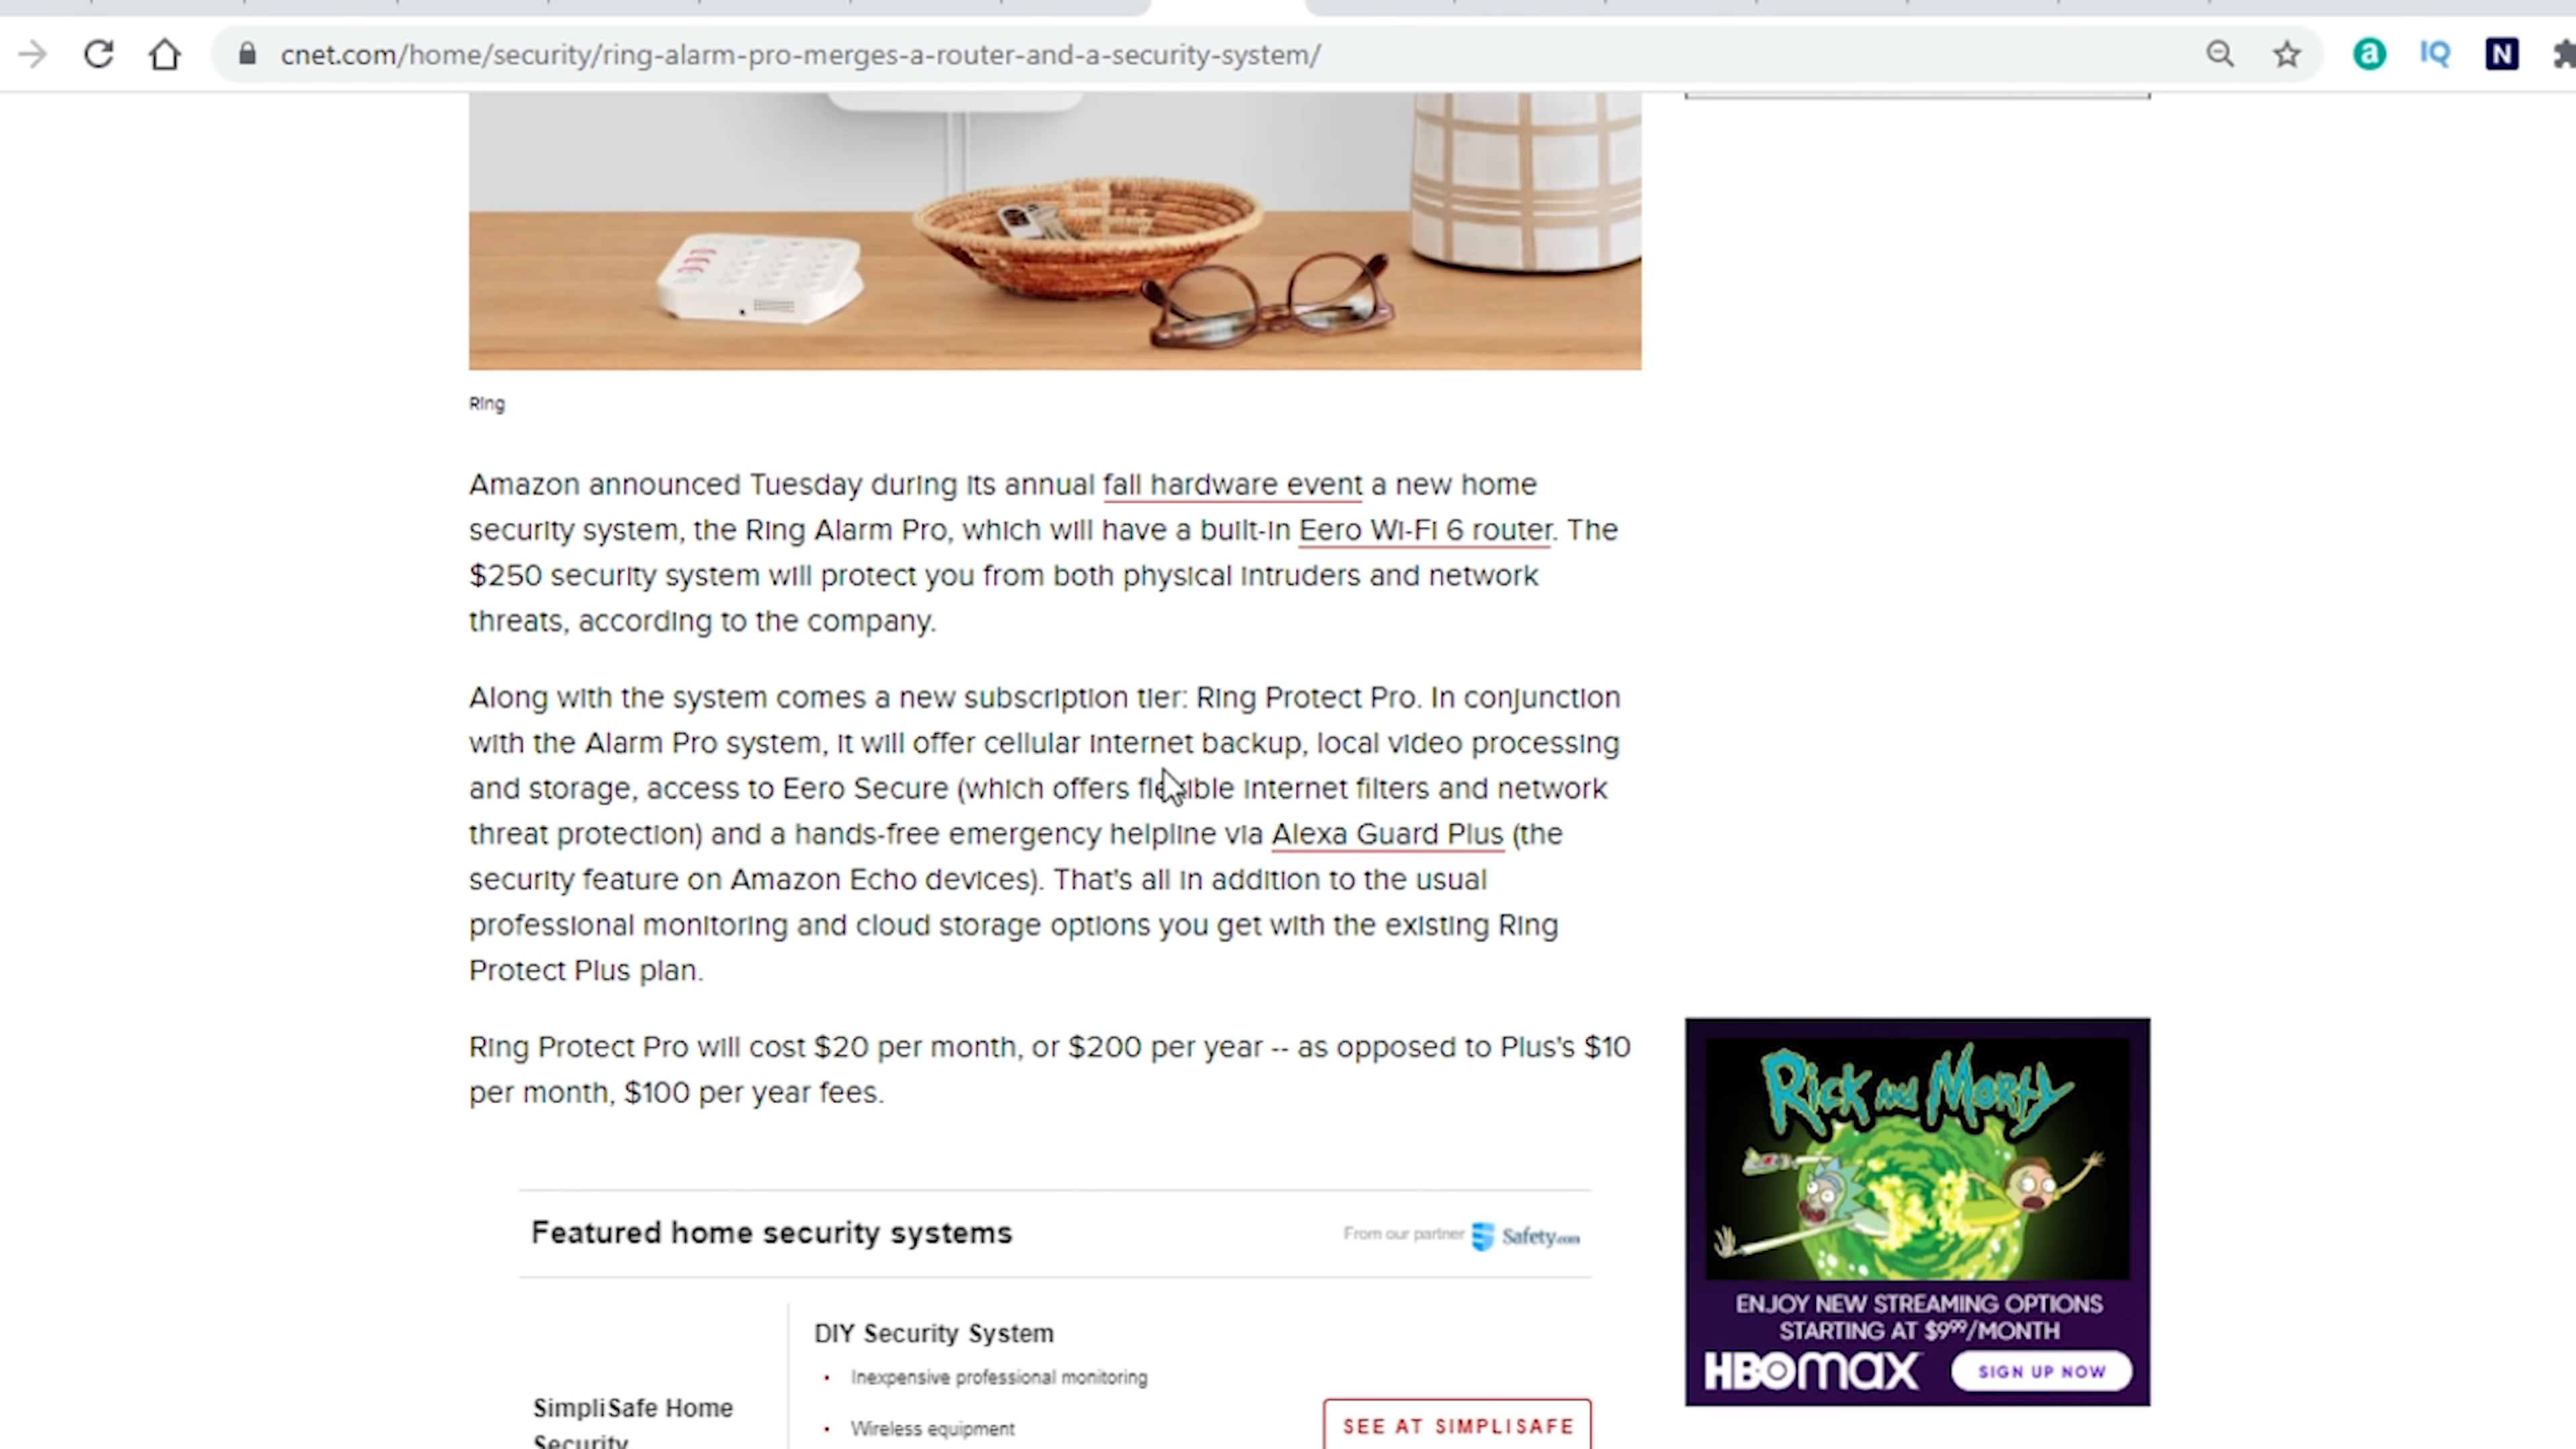 cnet.com/home/security/ring-alarm-pro-merges-a-router-and-a-security-system/
a
IQ
N
Ring
Amazon announced Tuesday during its annual fall hardware event a new home
security system, the Ring Alarm Pro, which will have a built-in Eero Wi-Fi 6 router. The
$250 security system will protect you from both physical intruders and network
threats, according to the company.
Along with the system comes a new subscription tier: Ring Protect Pro. In conjunction
with the Alarm Pro system, it will offer cellular internet backup, local video processing
and storage, access to Eero Secure (which offers flexible internet filters and network
threat protection) and a hands-free emergency helpline via Alexa Guard Plus (the
security feature on Amazon Echo devices). That's all in addition to the usual
professional monitoring and cloud storage options you get with the existing Ring
Protect Plus plan.
Ring Protect Pro will cost $20 per month, or $200 per year -- as opposed to Plus's $10
per month, $100 per year fees.
Featured home security systems
From our partner Safety.com
DIY Security System
• Inexpensive professional monitoring
• Wireless equipment
SimpliSafe Home
Security
SEE AT SIMPLISAFE
Rick and Morty
ENJOY NEW STREAMING OPTIONS
STARTING AT $9.99/MONTH
HBOmax
SIGN UP NOW